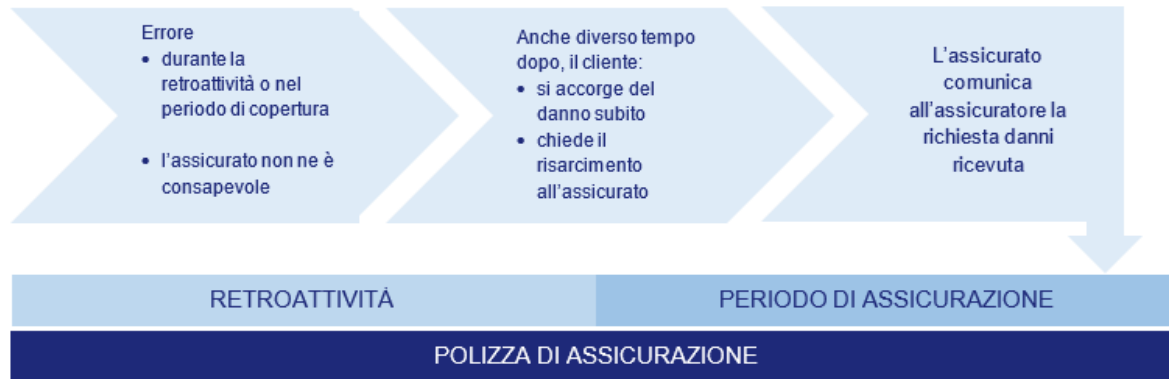 Errore
• durante la
retroattività o nel
periodo di copertura
• l'assicurato non ne è
consapevole
Anche diverso tempo
dopo, il cliente:
• si accorge del
danno subito
• chiede il
risarcimento
all'assicurato
L'assicurato
comunica
all'assicuratore la
richiesta danni
ricevuta
RETROATTIVITÀ
PERIODO DI ASSICURAZIONE
POLIZZA DI ASSICURAZIONE